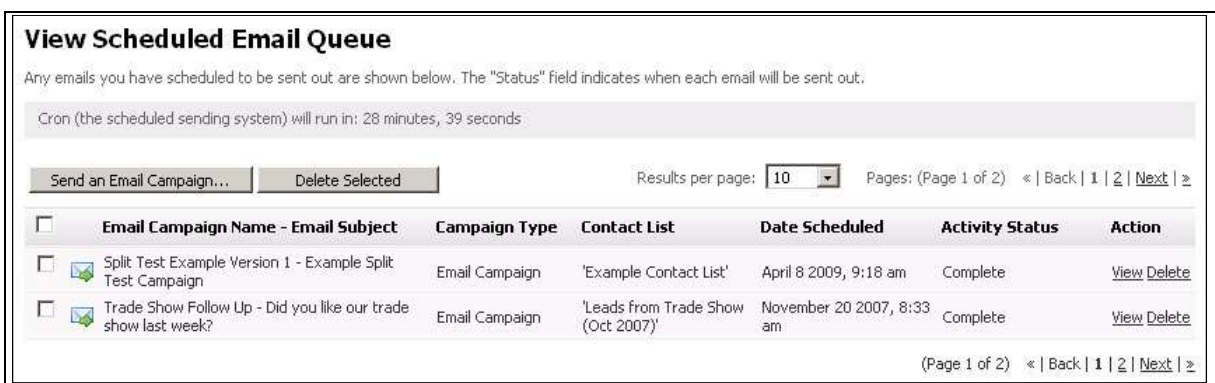 View Scheduled Email Queue
Any emails you have scheduled to be sent out are shown below. The "Status" field indicates when each email will be sent out.
Cron (the scheduled sending system) will run in: 28 minutes, 39 seconds
Send an Email Campaign... Delete Selected Results per page: 10 Pages: (Page 1 of 2) « | Back | 1 | 2 | Next | »
Email Campaign Name - Email Subject Campaign Type Contact List Date Scheduled Activity Status Action
Split Test Example Version 1 - Example Split
Test Campaign
Email Campaign 'Example Contact List' April 8 2009, 9:18 am Complete View Delete
Trade Show Follow Up - Did you like our trade
show last week?
Email Campaign
'Leads from Trade Show
(Oct 2007)'
November 20 2007, 8:33
am
Complete View Delete
(Page 1 of 2) « | Back | 1 | 2 | Next | »